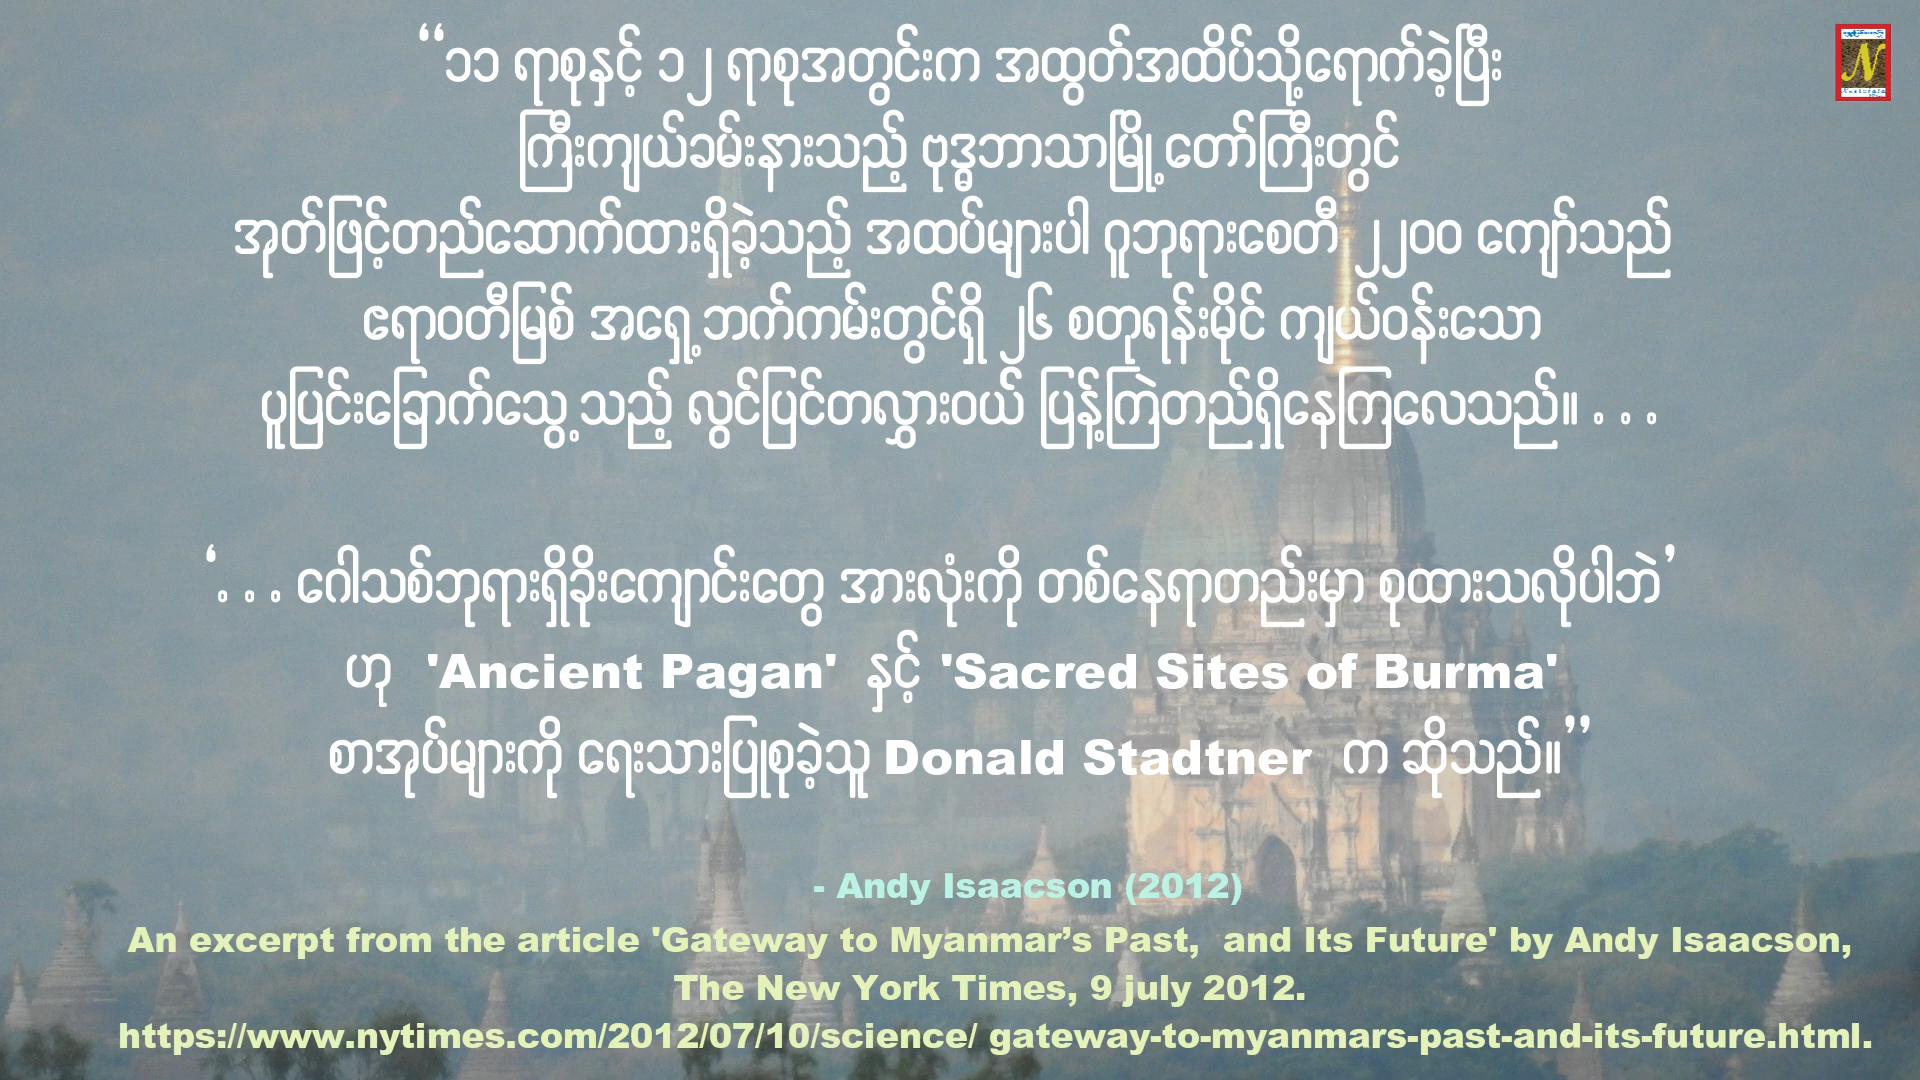 “၁၁ ရာစုနှင့် ၁၂ ရာစုအတွင်းက အထွတ်အထိပ်သို့ရောက်ခဲ့ပြီး
ကြီးကျယ်ခမ်းနားသည့် ဗုဒ္ဓဘာသာမြို့တော်ကြီးတွင်
အုတ်ဖြင့်တည်ဆောက်ထားရှိခဲ့သည့် အထပ်များပါ ဂူဘုရားစေတီ ၂၂၀၀ ကျော်သည်
ဧရာဝတီမြစ် အရှေ့ဘက်ကမ်းတွင်ရှိ ၂၆ စတုရန်းမိုင် ကျယ်ဝန်းသော
ပူပြင်းခြောက်သွေ့သည့် လွင်ပြင်တလွှားဝယ် ပြန့်ကြဲတည်ရှိနေကြလေသည်။ . . .
‘. . . ဂေါသစ်ဘုရားရှိခိုးကျောင်းတွေ အားလုံးကို တစ်နေရာတည်းမှာ စုထားသလိုပါဘဲ’
ဟု 'Ancient Pagan' နှင့် 'Sacred Sites of Burma'
စာအုပ်များကို ရေးသားပြုစုခဲ့သူ Donald Stadtner က ဆိုသည်။”
- Andy Isaacson (2012)
An excerpt from the article 'Gateway to Myanmar’s Past, and Its Future' by Andy Isaacson,
The New York Times, 9 july 2012.
https://www.nytimes.com/2012/07/10/science/ gateway-to-myanmars-past-and-its-future.html.
N